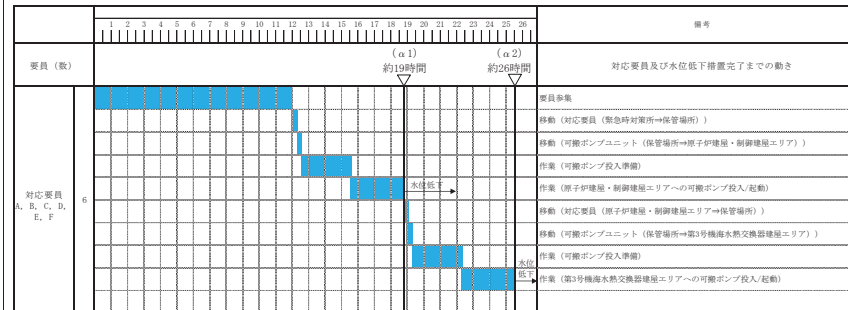 1 2 3 4 5 6 7 8 9 10 11 12 13 14 15 16 17 18 19 20 21 22 23 24 25 26
備考
要員（数）
（α1）
約19時間
（α2）
約26時間
対応要員及び水位低下措置完了までの動き
対応要員
A，B，C，D，
E，F
6
要員参集
移動（対応要員（緊急時対策所⇒保管場所））
移動（可搬ポンプユニット（保管場所⇒原子炉建屋・制御建屋エリア））
作業（可搬ポンプ投入準備）
水位低下
作業（原子炉建屋・制御建屋エリアへの可搬ポンプ投入/起動）
移動（対応要員（原子炉建屋・制御建屋エリア⇒保管場所））
移動（可搬ポンプユニット（保管場所⇒第3号機海水熱交換器建屋エリア））
作業（可搬ポンプ投入準備）
水位
低下
作業（第3号機海水熱交換器建屋エリアへの可搬ポンプ投入/起動）